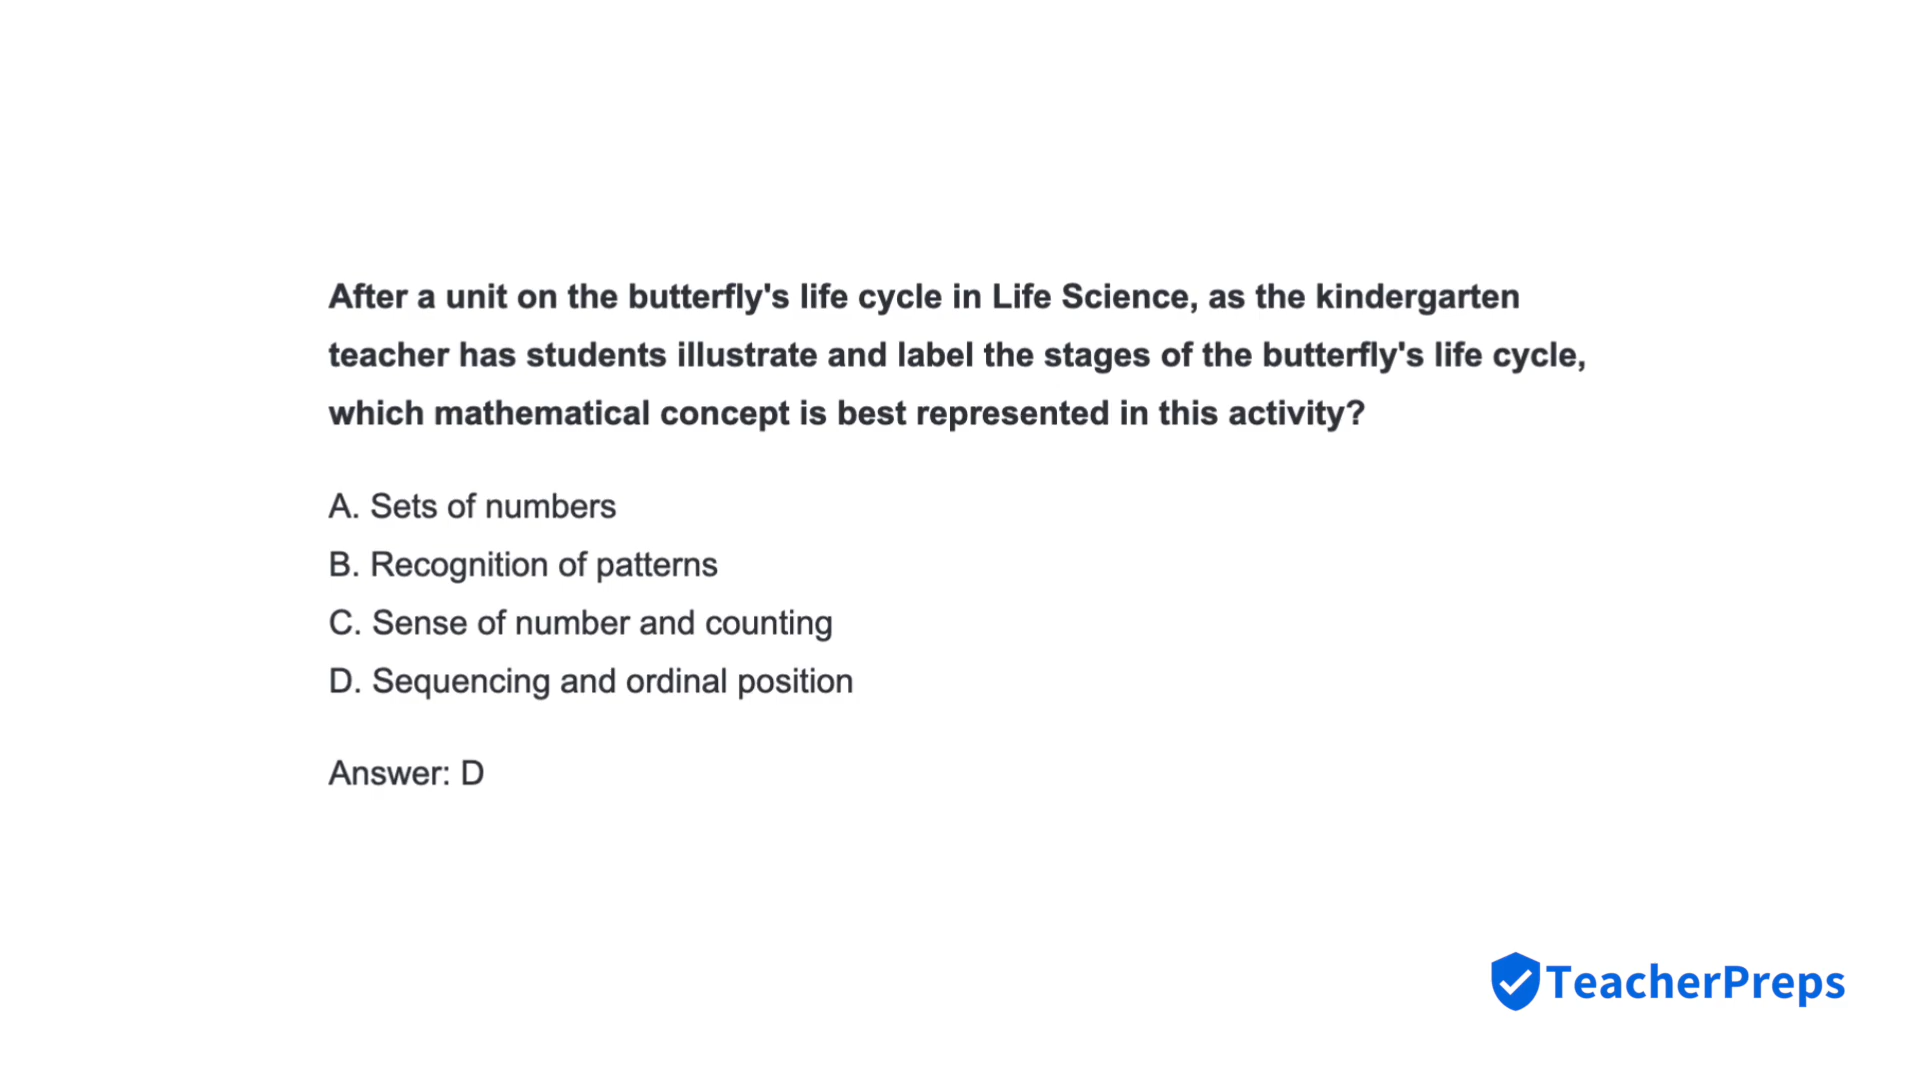 After a unit on the butterfly's life cycle in Life Science, as the kindergarten
teacher has students illustrate and label the stages of the butterfly's life cycle,
which mathematical concept is best represented in this activity?
A. Sets of numbers
B. Recognition of patterns
C. Sense of number and counting
D. Sequencing and ordinal position
Answer: D
TeacherPreps